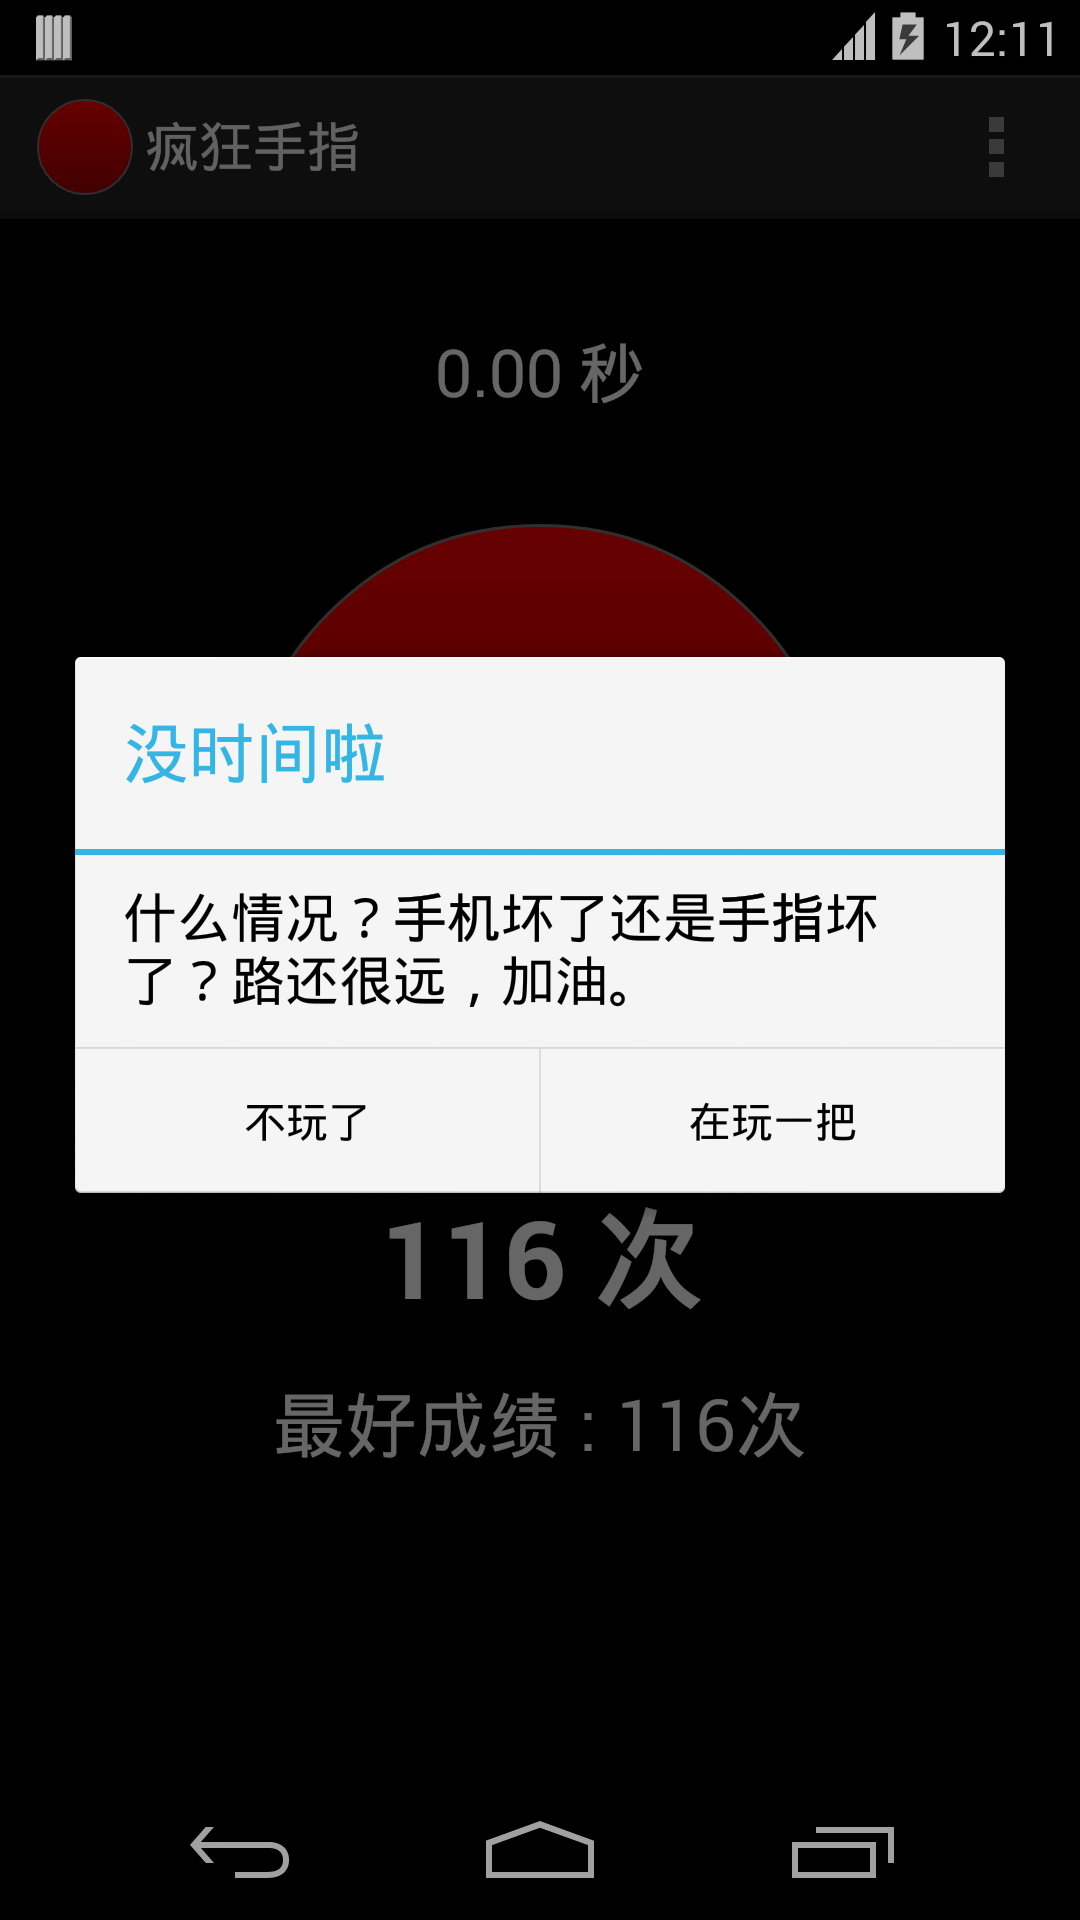 12:11
疯狂手指
0.00 秒
没时间啦
什么情况？手机坏了还是手指坏
了？路还很远，加油。
不玩了
在玩一把
116 次
最好成绩：116次